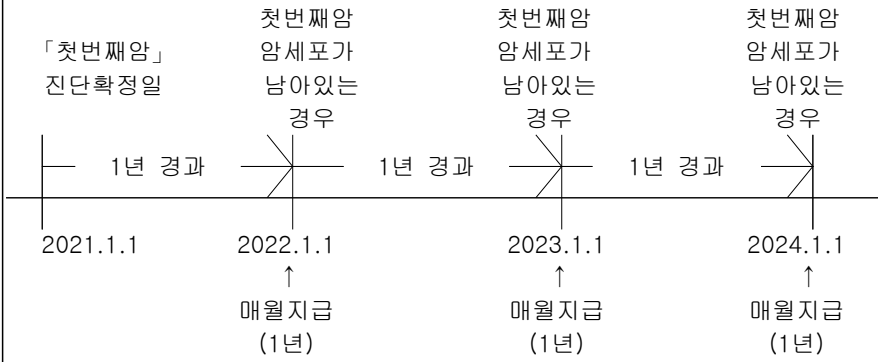 「첫번째암」
진단확정일
첫번째암
암세포가
남아있는
경우
첫번째암
암세포가
남아있는
경우
첫번째암
암세포가
남아있는
경우
1년 경과
1년 경과
1년 경과
2021.1.1
2022.1.1
2023.1.1
2024.1.1
↑
매월지급
(1년)
↑
매월지급
(1년)
↑
매월지급
(1년)